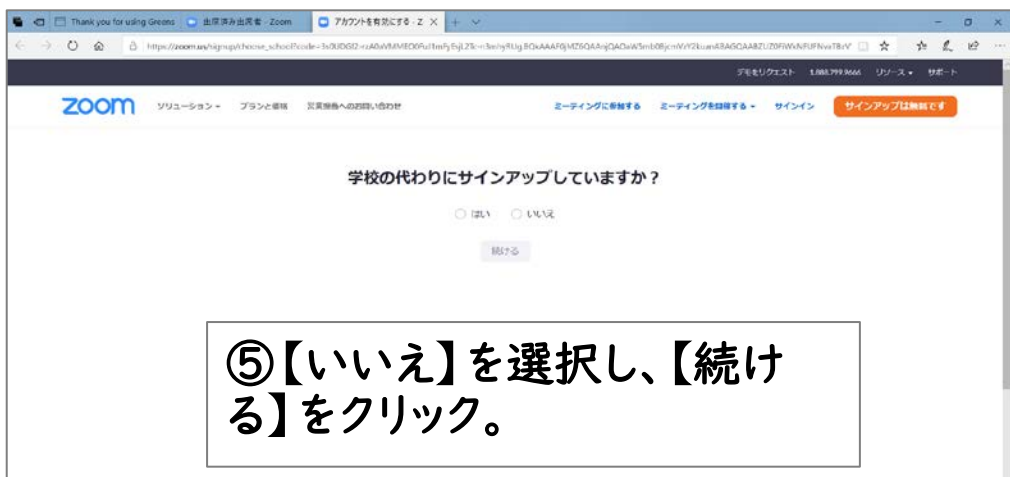 Thank you for using Greens
出席済み出席者 - Zoom
アカウントを有効にする - Z
デモをリクエスト 1.888.799.9666 リソース サポート
zoom ソリューション プランと価格 営業担当へのお問い合わせ ミーティングに参加する ミーティングを開催する サインイン サインアップは無料です
学校の代わりにサインアップしていますか？
はい いいえ
続ける
⑤【いいえ】を選択し、【続け
る】をクリック。